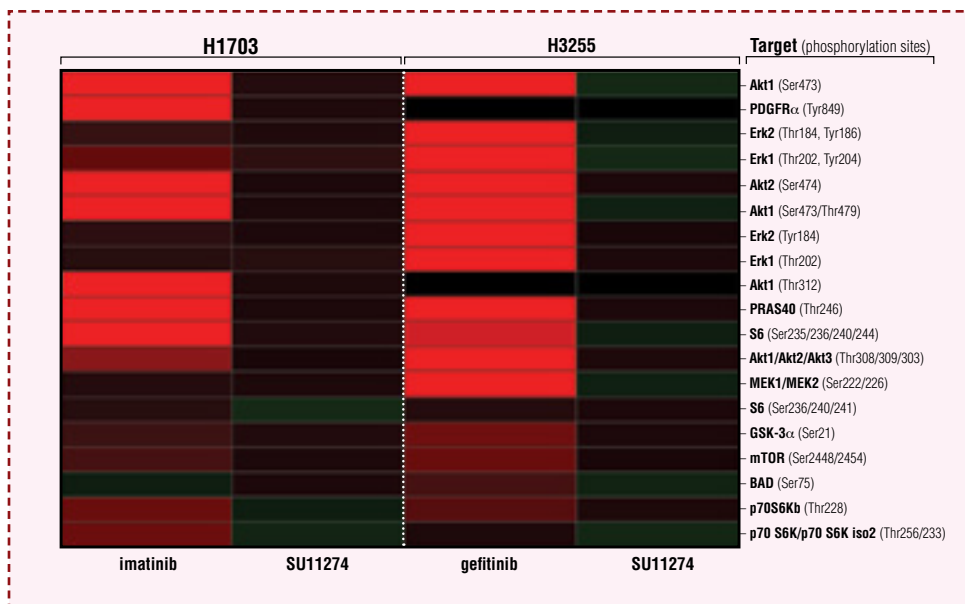 H1703 H3255 Target (phosphorylation sites)
Akt1 (Ser473)
PDGFRα (Tyr849)
Erk2 (Thr184, Tyr186)
Erk1 (Thr202, Tyr204)
Akt2 (Ser474)
Akt1 (Ser473/Thr479)
Erk2 (Tyr184)
Erk1 (Thr202)
Akt1 (Thr312)
PRAS40 (Thr246)
S6 (Ser235/236/240/244)
Akt1/Akt2/Akt3 (Thr308/309/303)
MEK1/MEK2 (Ser222/226)
S6 (Ser236/240/241)
GSK-3α (Ser21)
mTOR (Ser2448/2454)
BAD (Ser75)
p70S6Kb (Thr228)
p70 S6K/p70 S6K iso2 (Thr256/233)
imatinib SU11274 gefitinib SU11274